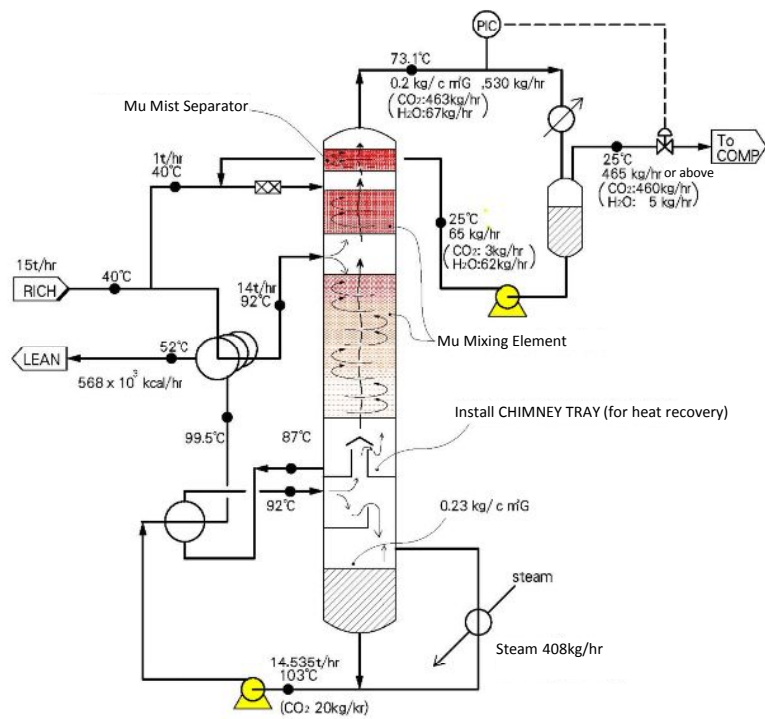 PIC
73.1℃
0.2 kg/c㎡G ,530 kg/hr
(CO₂:463kg/hr)
(H₂O:67kg/hr)
Mu Mist Separator
1t/hr
40℃
To
COMP
25℃
465 kg/hr or above
(CO₂:460kg/hr)
(H₂O: 5 kg/hr)
25℃
65 kg/hr
(CO₂: 3kg/hr)
(H₂O:62kg/hr)
15t/hr
RICH
40℃
14t/hr
92℃
Mu Mixing Element
LEAN
52℃
568 x 10³ kcal/hr
Install CHIMNEY TRAY (for heat recovery)
99.5℃
87℃
92℃
0.23 kg/c㎡G
steam
Steam 408kg/hr
14.535t/hr
103℃
(CO₂ 20kg/kr)